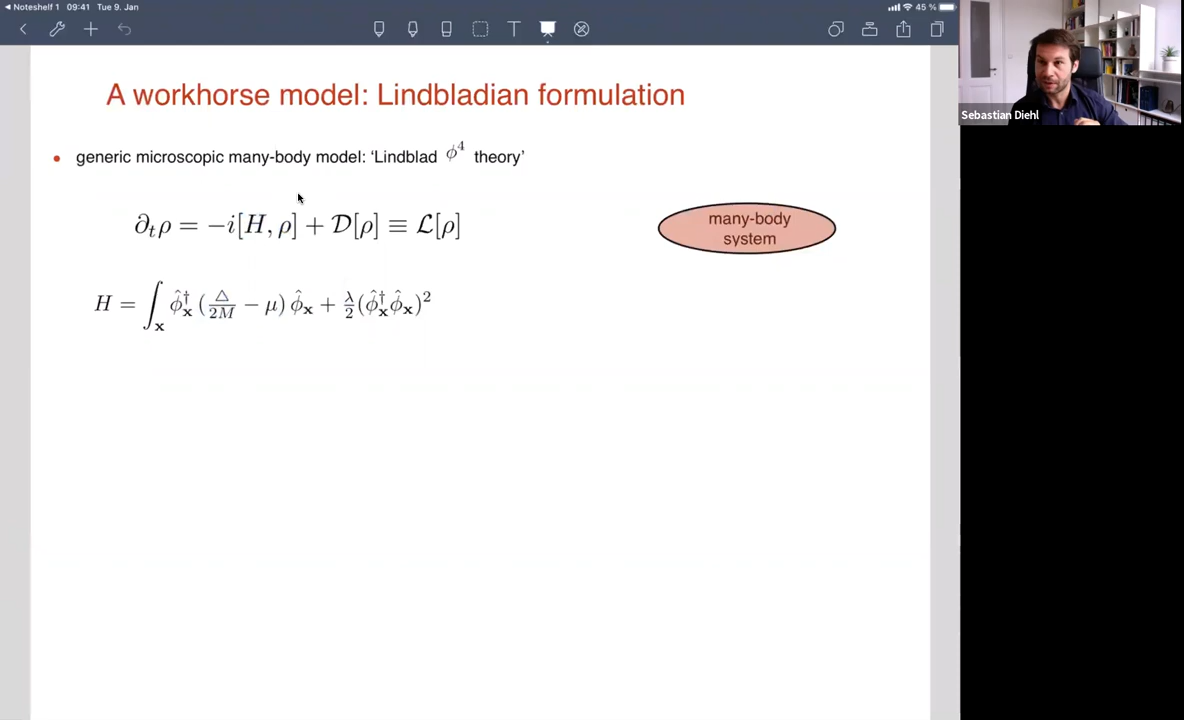 Noteshelf 1 09:41 Tue 9. Jan 45 %
T
A workhorse model: Lindbladian formulation
• generic microscopic many-body model: ‘Lindblad ϕ⁴ theory’
∂ₜρ = −i[H, ρ] + 𝒟[ρ] ≡ ℒ[ρ]
many-body
system
H = ∫ₓ ϕ̂ₓ† (△/2M − μ) ϕ̂ₓ + λ/2 (ϕ̂ₓ† ϕ̂ₓ)²
Sebastian Diehl